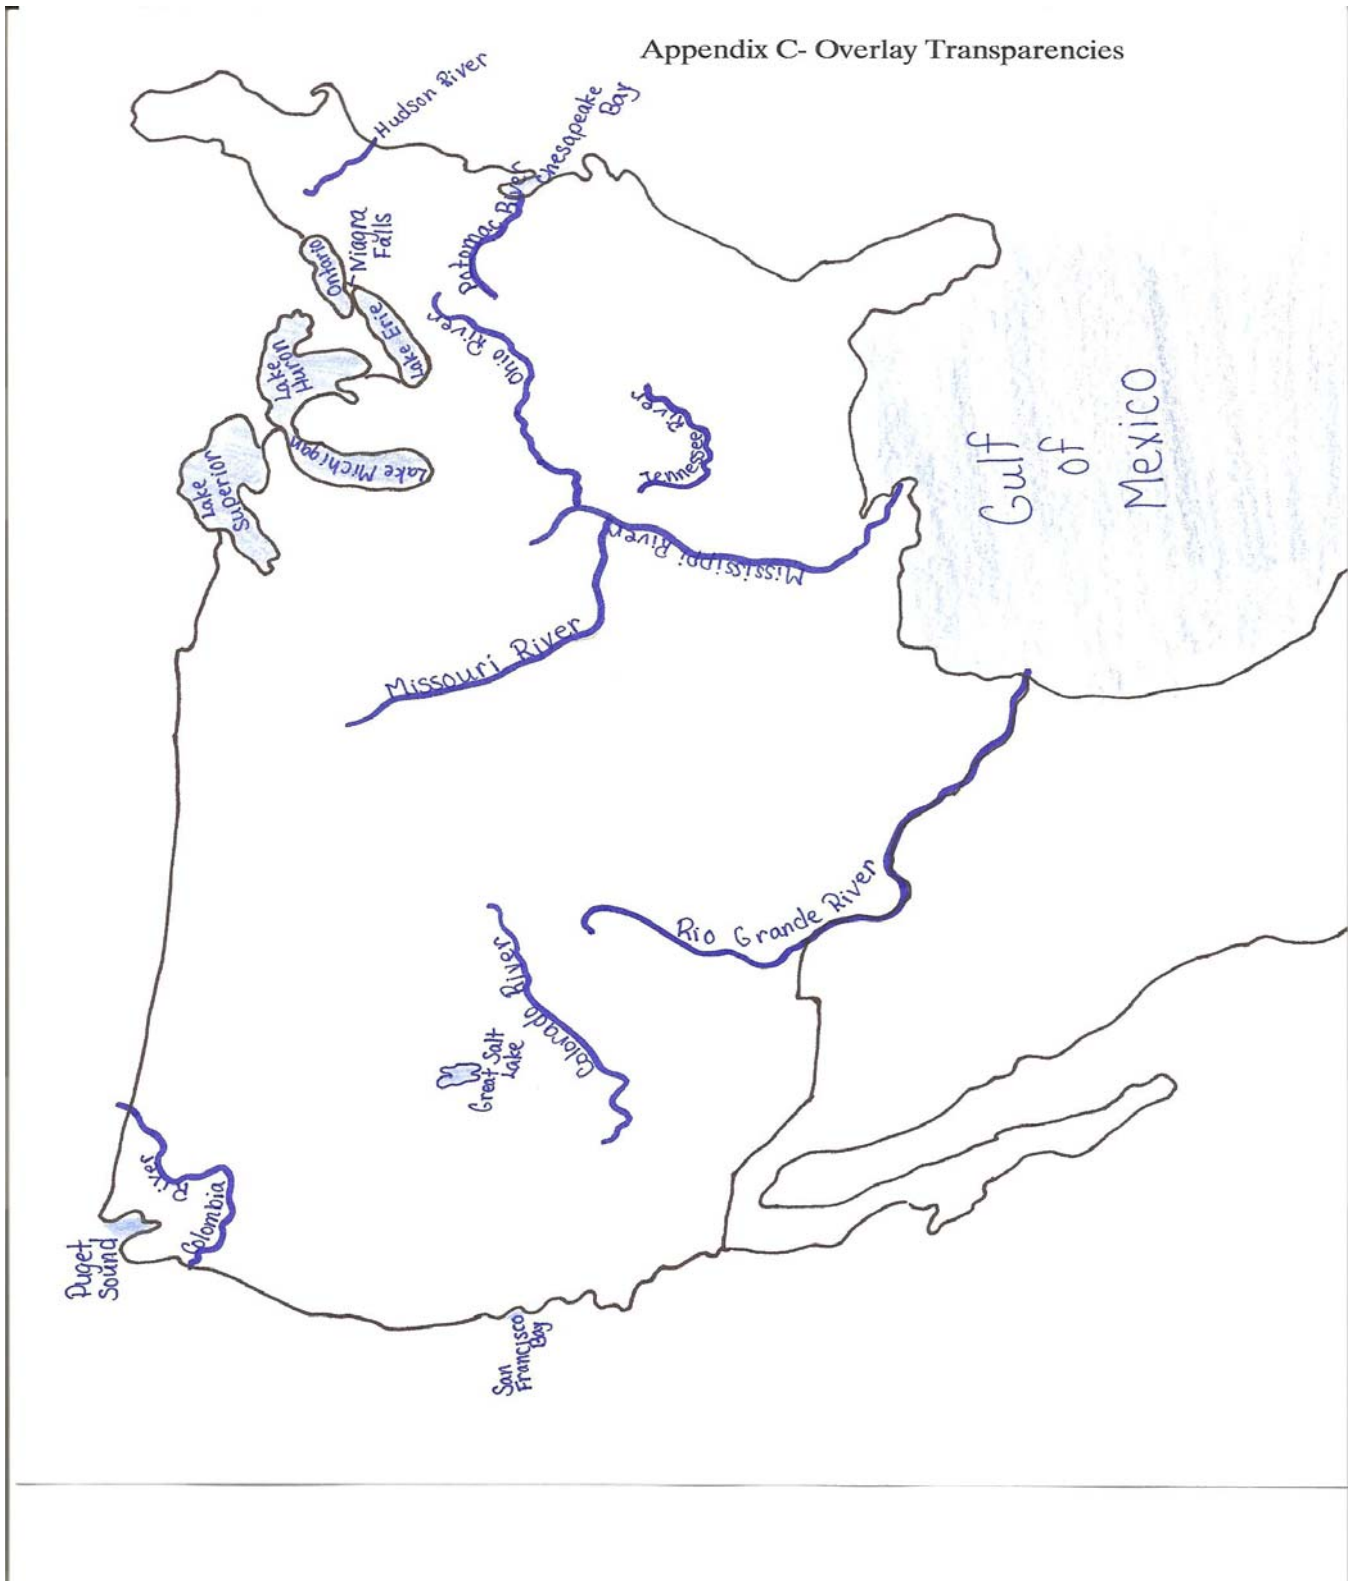 Appendix C- Overlay Transparencies
Hudson River
Chesapeake
Bay
Potomac River
Ontario
Niagra
Falls
Lake Erie
Lake
Huron
Lake Michigan
Lake
Superior
Ohio River
Tennessee River
Mississippi River
Missouri River
Gulf
of
Mexico
Rio Grande River
Colorado River
Great Salt
Lake
Colombia River
Puget
Sound
San
Francisco
Bay